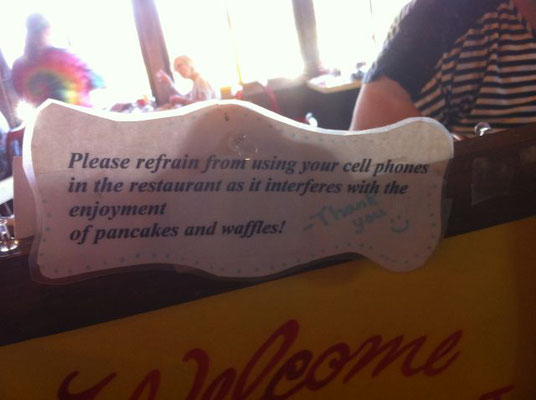 Please refrain from using your cell phones
in the restaurant as it interferes with the
enjoyment
of pancakes and waffles!
-Thank
you
Welcome